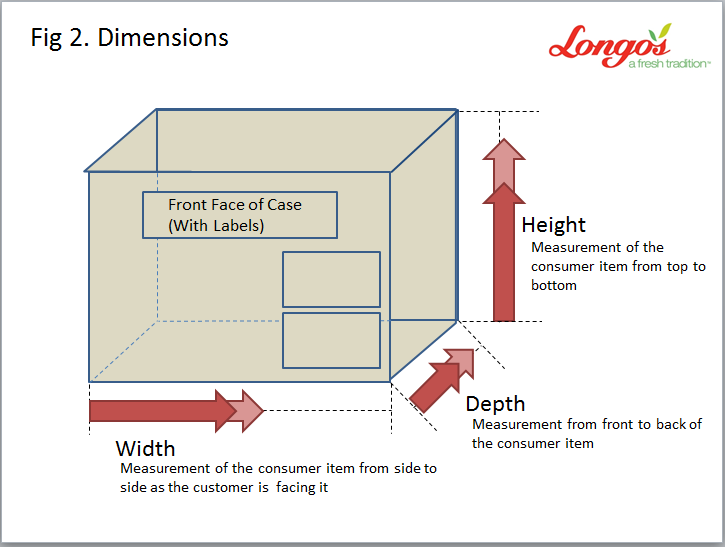 Fig 2. Dimensions
Longo's
a fresh tradition™
Front Face of Case
(With Labels)
Height
Measurement of the
consumer item from top to
bottom
Depth
Measurement from front to back of
the consumer item
Width
Measurement of the consumer item from side to
side as the customer is facing it